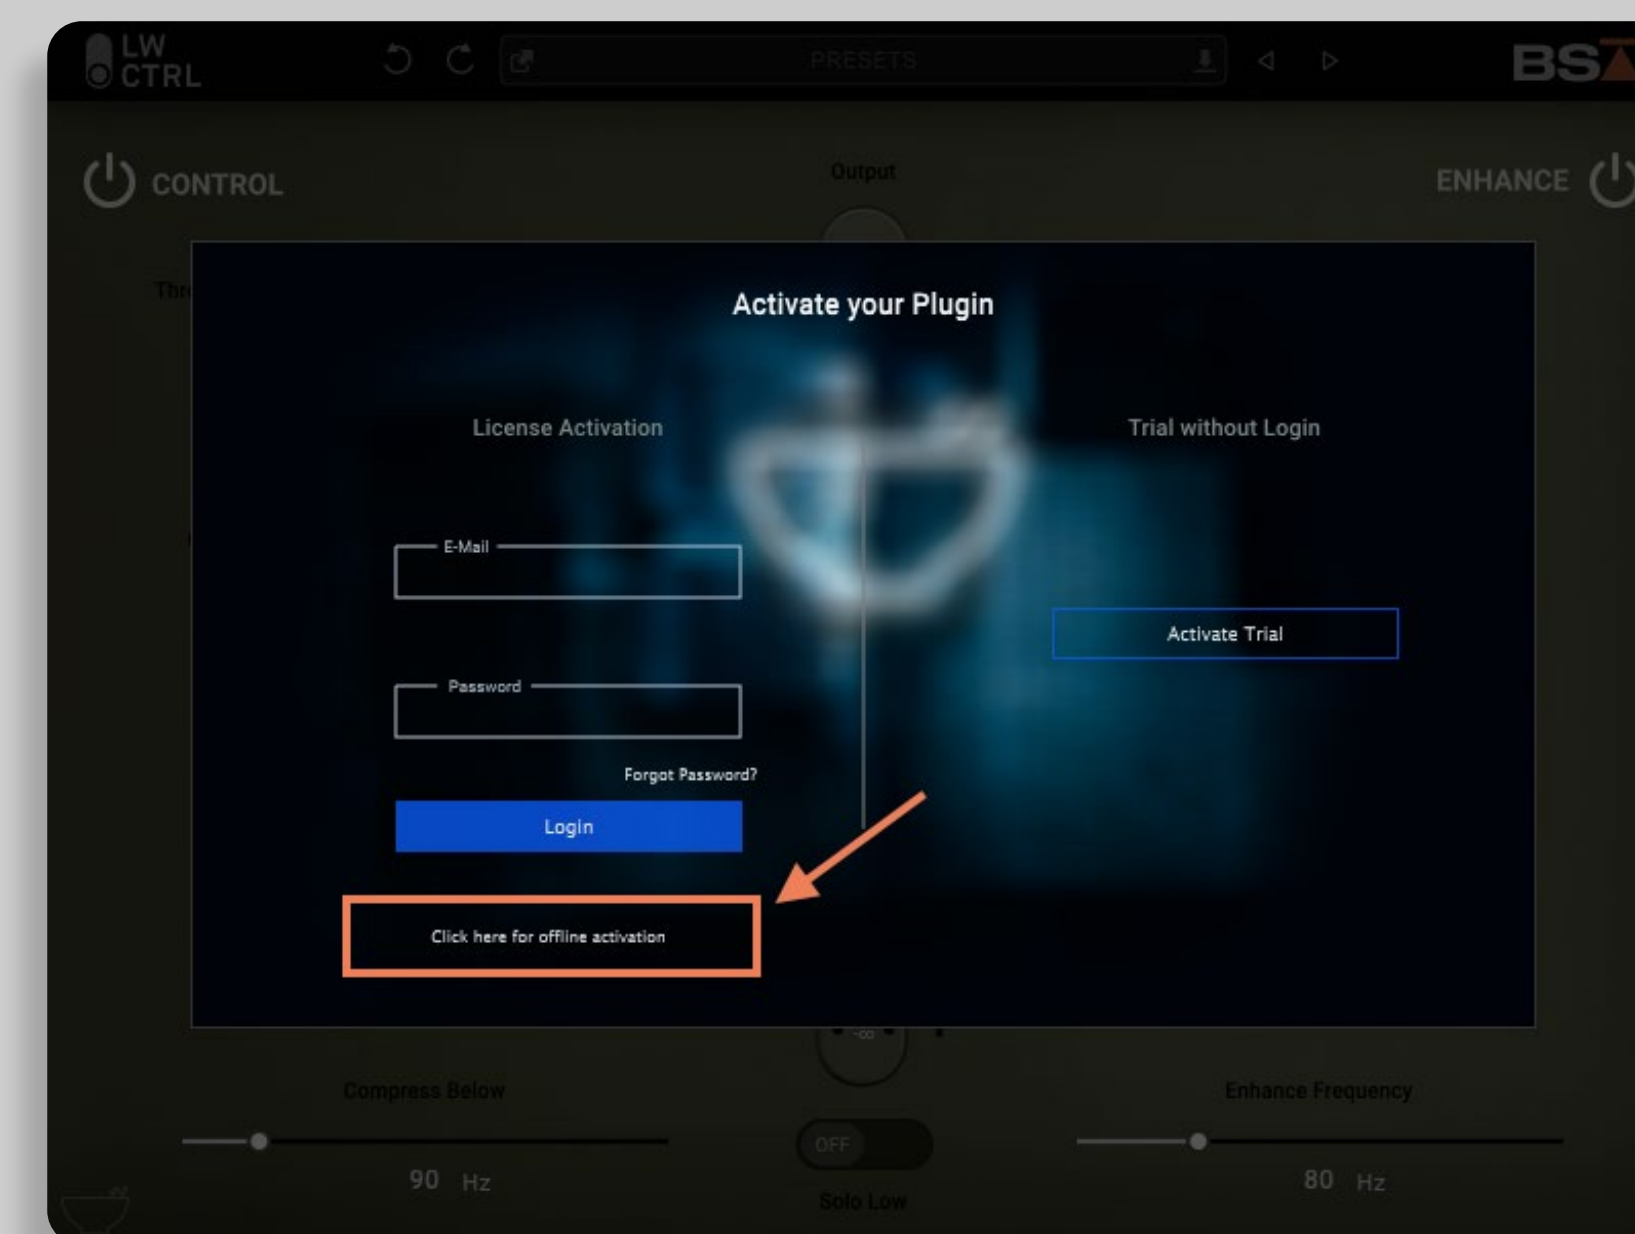 LW
CTRL
PRESETS
BSA
CONTROL
Output
ENHANCE
Activate your Plugin
License Activation
Trial without Login
E-Mail
Activate Trial
Password
Forgot Password?
Login
Click here for offline activation
-∞
Compress Below
Enhance Frequency
OFF
90 Hz
80 Hz
Solo Low